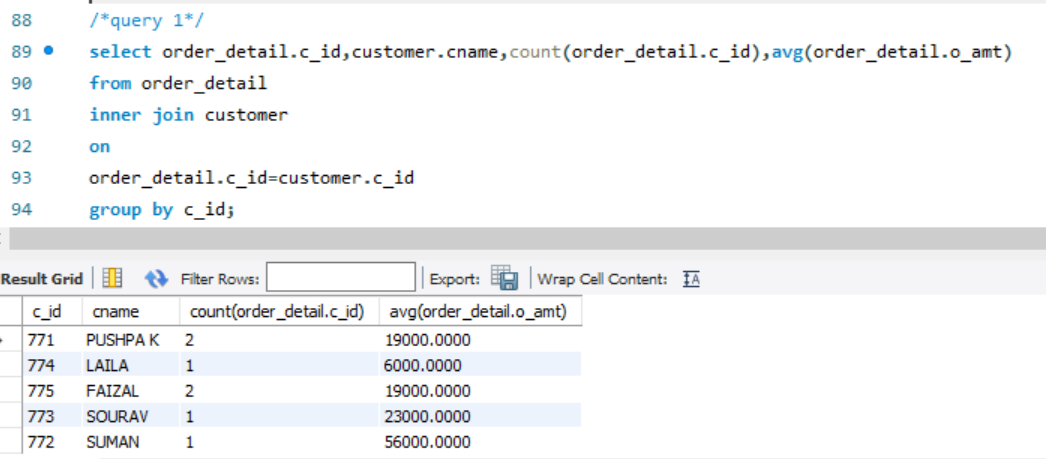 88 /*query 1*/
89 select order_detail.c_id,customer.cname,count(order_detail.c_id),avg(order_detail.o_amt)
90 from order_detail
91 inner join customer
92 on
93 order_detail.c_id=customer.c_id
94 group by c_id;
Result Grid Filter Rows: Export: Wrap Cell Content: IA
c_id cname count(order_detail.c_id) avg(order_detail.o_amt)
771 PUSHPA K 2 19000.0000
774 LAILA 1 6000.0000
775 FAIZAL 2 19000.0000
773 SOURAV 1 23000.0000
772 SUMAN 1 56000.0000